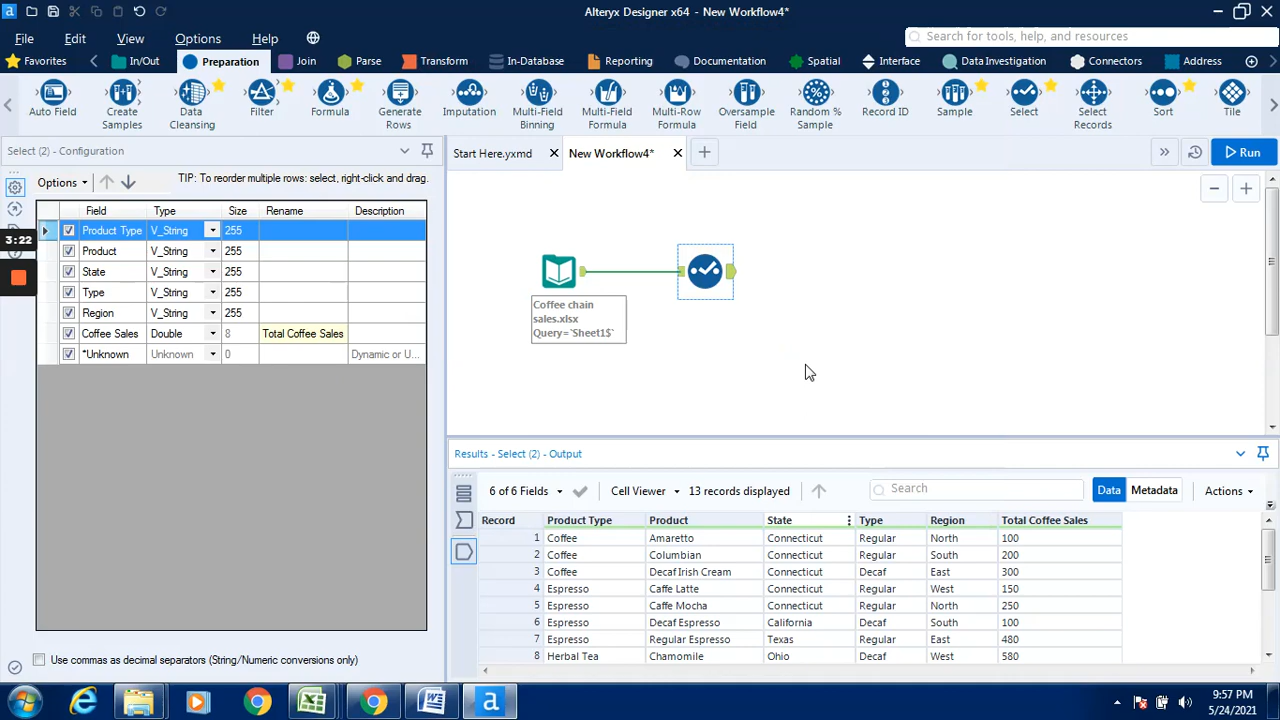 Alteryx Designer x64 - New Workflow4*
File Edit View Options Help
Search for tools, help, and resources
Favorites In/Out Preparation Join Parse Transform In-Database Reporting Documentation Spatial Interface Data Investigation Connectors Address
Auto Field
Create Samples
Data Cleansing
Filter
Formula
Generate Rows
Imputation
Multi-Field Binning
Multi-Field Formula
Multi-Row Formula
Oversample Field
Random % Sample
Record ID
Sample
Select
Select Records
Sort
Tile
Select (2) - Configuration
Start Here.yxmd New Workflow4* Run
Options TIP: To reorder multiple rows: select, right-click and drag.
Field Type Size Rename Description
Product Type V_String 255
Product V_String 255
State V_String 255
Type V_String 255
Region V_String 255
Coffee Sales Double 8 Total Coffee Sales
*Unknown Unknown 0 Dynamic or U...
3:22
Use commas as decimal separators (String/Numeric conversions only)
Coffee chain
sales.xlsx
Query=`Sheet1$`
Results - Select (2) - Output
6 of 6 Fields Cell Viewer 13 records displayed Search Data Metadata Actions
Record Product Type Product State Type Region Total Coffee Sales
1 Coffee Amaretto Connecticut Regular North 100
2 Coffee Columbian Connecticut Regular South 200
3 Coffee Decaf Irish Cream Connecticut Decaf East 300
4 Espresso Caffe Latte Connecticut Regular West 150
5 Espresso Caffe Mocha Connecticut Regular North 250
6 Espresso Decaf Espresso California Decaf South 100
7 Espresso Regular Espresso Texas Regular East 480
8 Herbal Tea Chamomile Ohio Decaf West 580
9:57 PM
5/24/2021